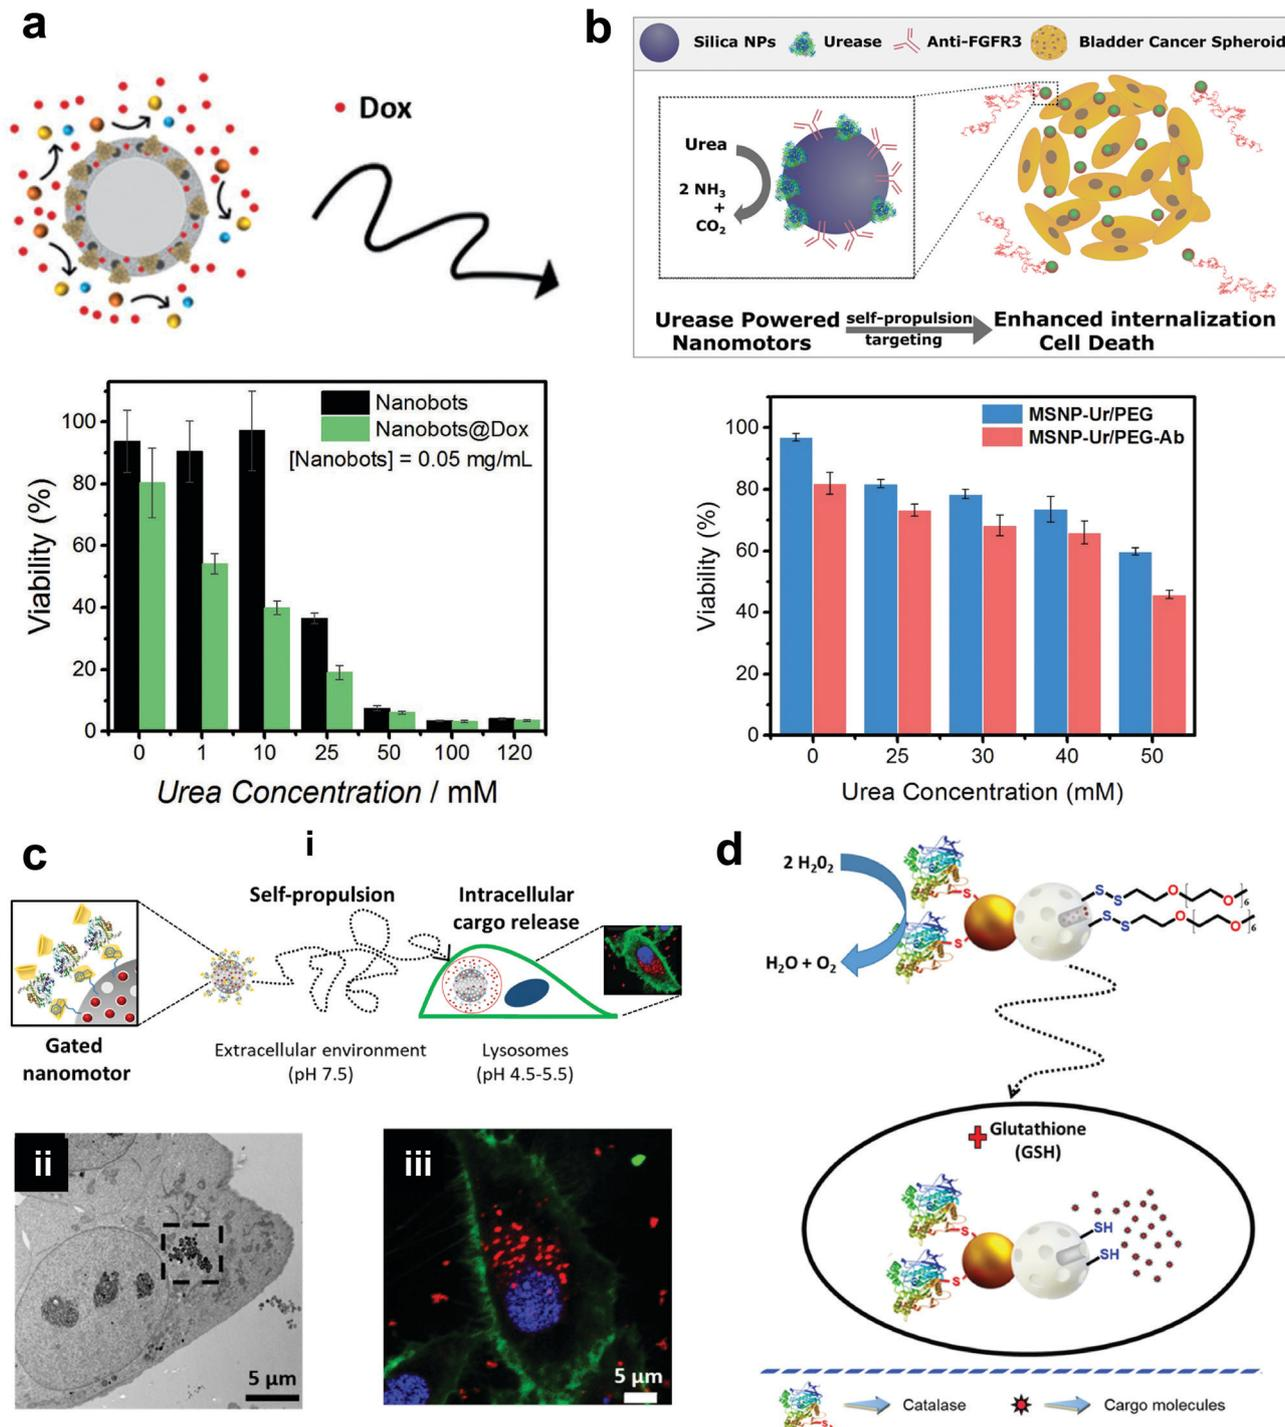 a
Dox
Nanobots
Nanobots@Dox
[Nanobots] = 0.05 mg/mL
Viability (%)
100
80
60
40
20
0
0 1 10 25 50 100 120
Urea Concentration / mM
b
Silica NPs Urease Anti-FGFR3 Bladder Cancer Spheroid
Urea
2 NH3
+
CO2
Urease Powered
Nanomotors
self-propulsion
targeting
Enhanced internalization
Cell Death
MSNP-Ur/PEG
MSNP-Ur/PEG-Ab
Viability (%)
100
80
60
40
20
0
0 25 30 40 50
Urea Concentration (mM)
c
i
Self-propulsion
Intracellular
cargo release
Gated
nanomotor
Extracellular environment
(pH 7.5)
Lysosomes
(pH 4.5-5.5)
ii
5 µm
iii
5 µm
d
2 H2O2
H2O + O2
S
S
S
S
O
O
6
S
S
O
O
6
Glutathione
(GSH)
S
S
SH
SH
Catalase
Cargo molecules
S